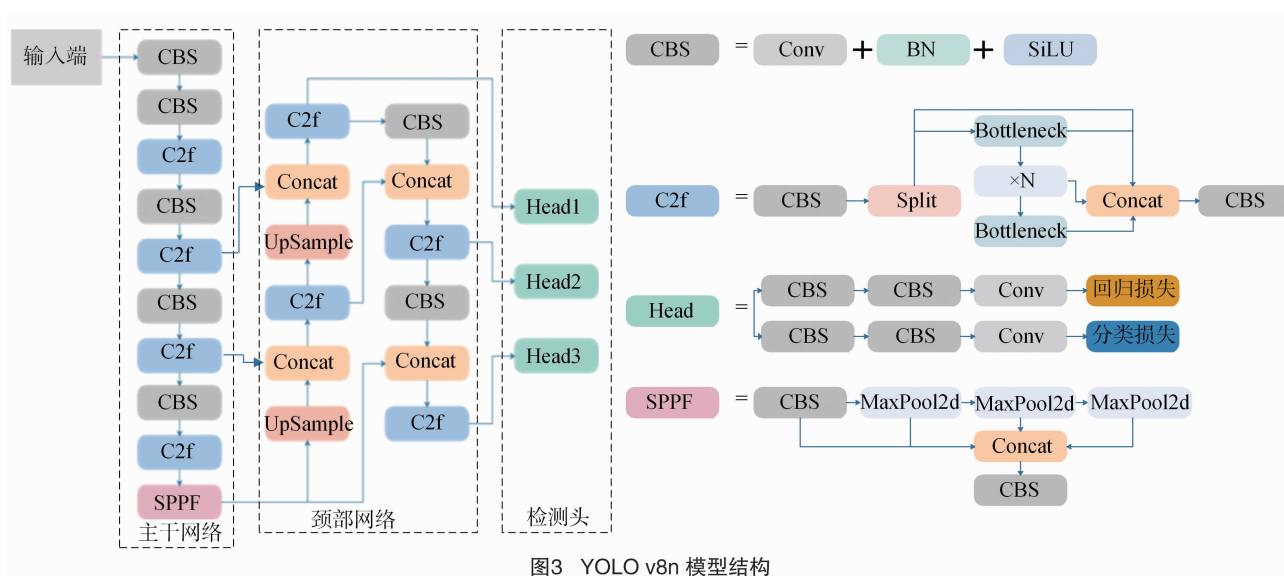 输入端
CBS
CBS
C2f
CBS
C2f
CBS
C2f
CBS
C2f
SPPF
主干网络
C2f
Concat
UpSample
C2f
Concat
UpSample
CBS
Concat
C2f
CBS
Concat
C2f
颈部网络
Head1
Head2
Head3
检测头
CBS = Conv + BN + SiLU
Bottleneck
×N
C2f = CBS Split Concat CBS
Bottleneck
CBS CBS Conv 回归损失
Head =
CBS CBS Conv 分类损失
SPPF = CBS MaxPool2d MaxPool2d MaxPool2d
Concat
CBS
图3 YOLO v8n 模型结构